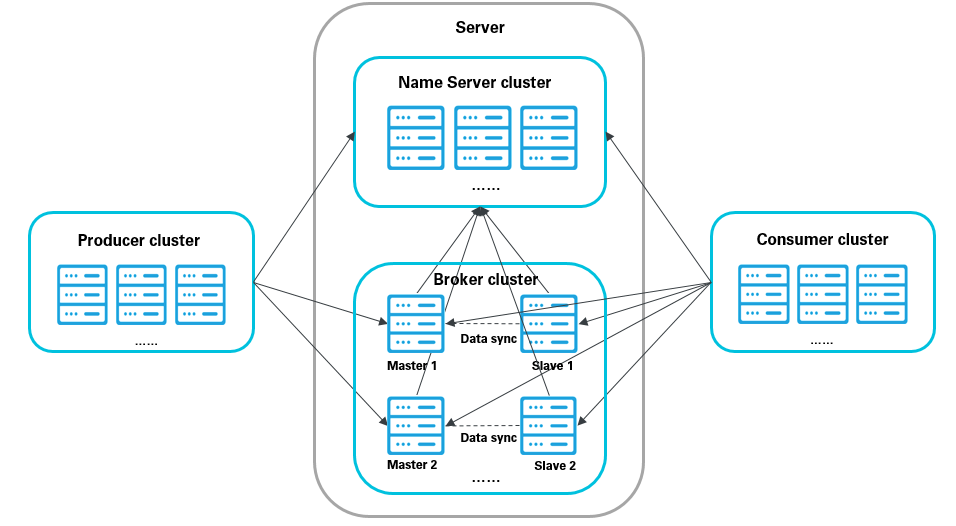 Server
Name Server cluster
......
Producer cluster
......
Consumer cluster
......
Broker cluster
Data sync
Master 1
Slave 1
Data sync
Master 2
Slave 2
......